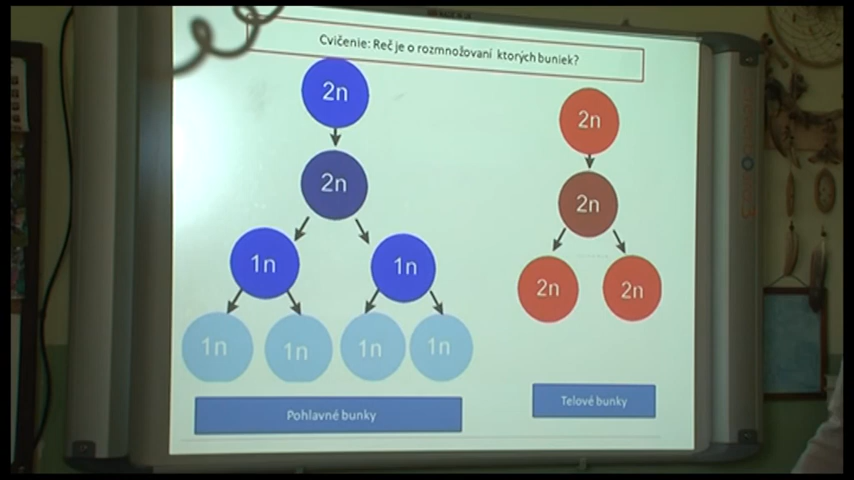 Cvičenie: Reč je o rozmnožovaní ktorých buniek?
2n
2n
1n 1n
1n 1n 1n 1n
Pohlavné bunky
2n
2n
2n 2n
Telové bunky